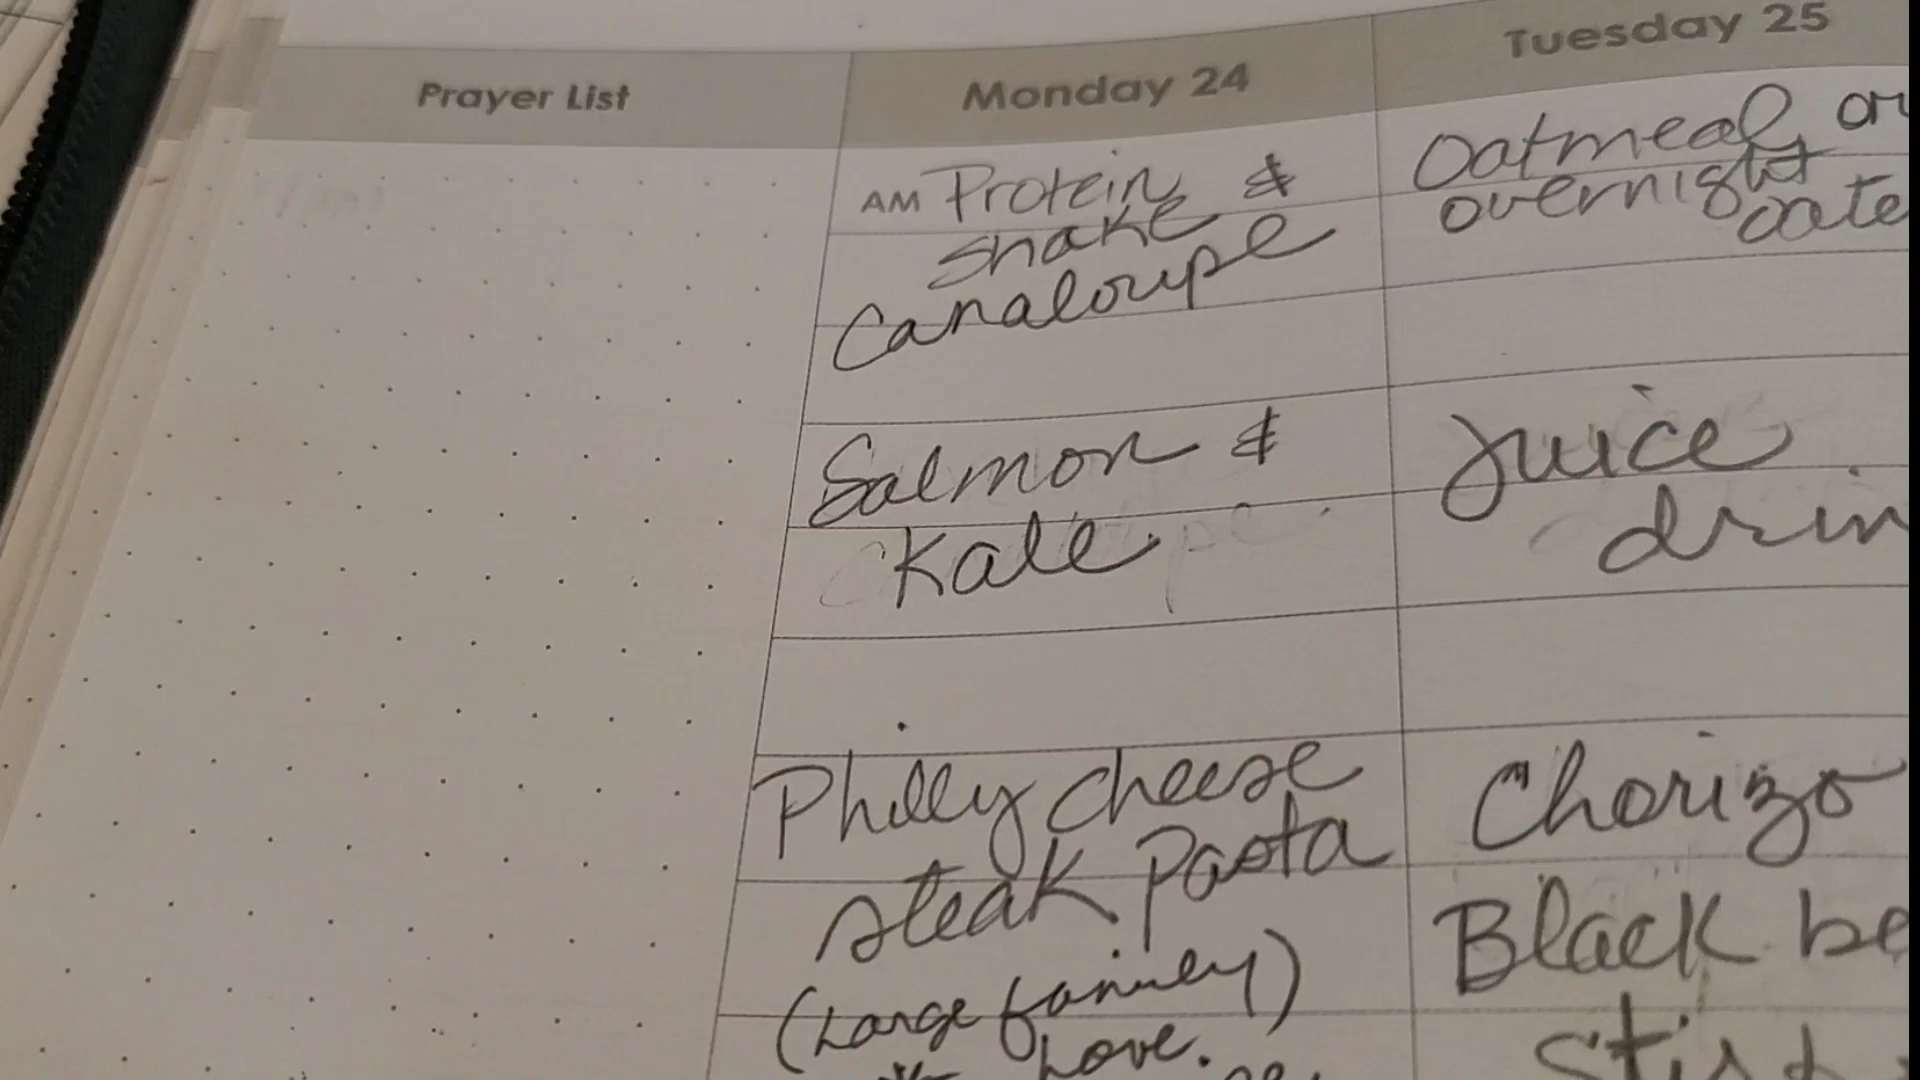 Prayer List
Monday 24
AM Protein &
shake
Canaloupe
Salmon &
Kale
Philly cheese
steak Pasta
(Large family)
Love.
Tuesday 25
Oatmeal or
overnight
oate
Juice
drin
Chorizo
Black be